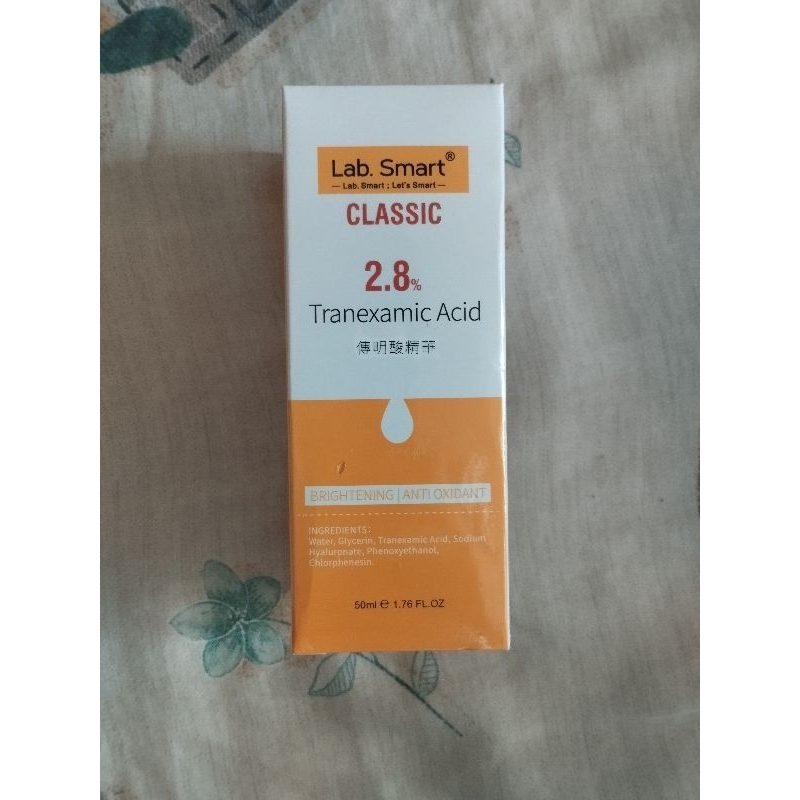 Lab. Smart®
— Lab. Smart ; Let's Smart —
CLASSIC
2.8%
Tranexamic Acid
傳明酸精華
BRIGHTENING | ANTI OXIDANT
INGREDIENTS:
Water, Glycerin, Tranexamic Acid, Sodium
Hyaluronate, Phenoxyethanol,
Chlorphenesin.
50ml ℮ 1.76 FL.OZ